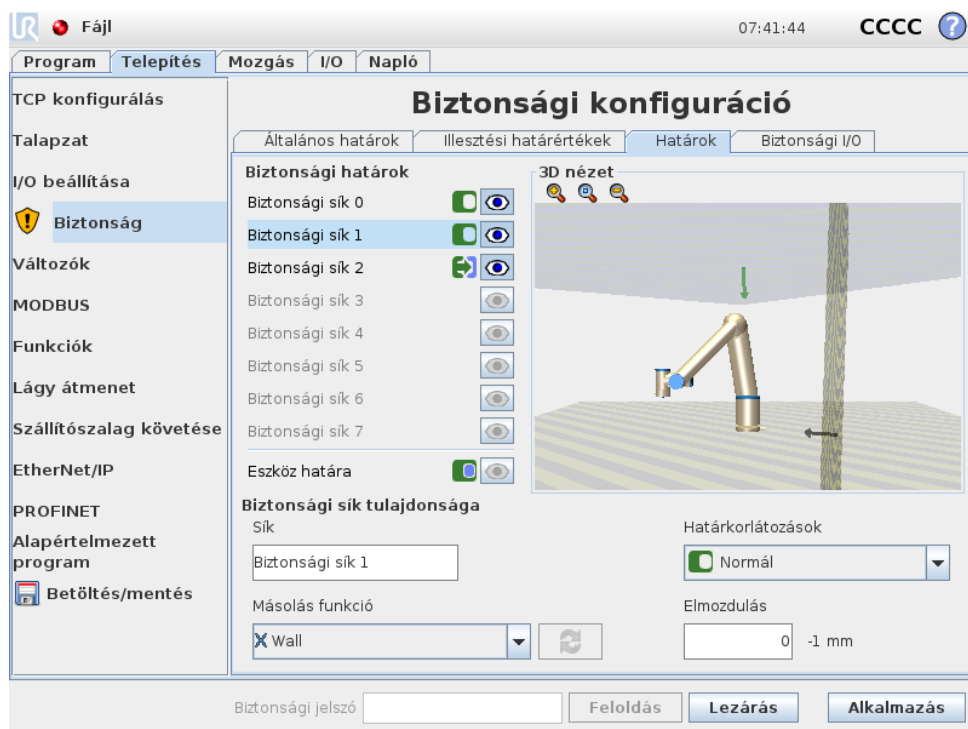 UR Fájl 07:41:44 CCCC ?
Program Telepítés Mozgás I/O Napló
TCP konfigurálás
Talapzat
I/O beállítása
Biztonság
Változók
MODBUS
Funkciók
Lágy átmenet
Szállítószalag követése
EtherNet/IP
PROFINET
Alapértelmezett
program
Betöltés/mentés
Biztonsági konfiguráció
Általános határok Illesztési határértékek Határok Biztonsági I/O
Biztonsági határok
Biztonsági sík 0
Biztonsági sík 1
Biztonsági sík 2
Biztonsági sík 3
Biztonsági sík 4
Biztonsági sík 5
Biztonsági sík 6
Biztonsági sík 7
Eszköz határa
3D nézet
Biztonsági sík tulajdonsága
Sík
Biztonsági sík 1
Határkorlátozások
Normál
Másolás funkció
Wall
Elmozdulás
0 -1 mm
Biztonsági jelszó Feloldás Lezárás Alkalmazás